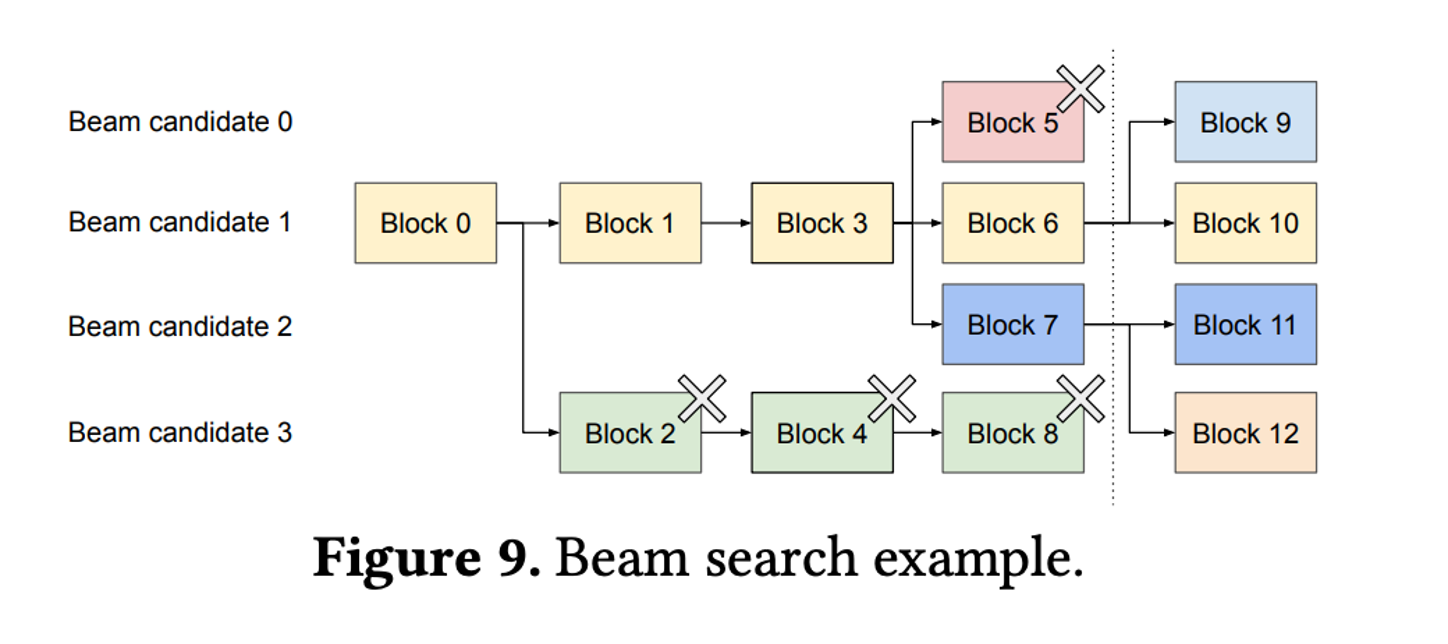 Beam candidate 0
Block 5
Block 9
Beam candidate 1
Block 0
Block 1
Block 3
Block 6
Block 10
Beam candidate 2
Block 7
Block 11
Beam candidate 3
Block 2
Block 4
Block 8
Block 12
Figure 9. Beam search example.